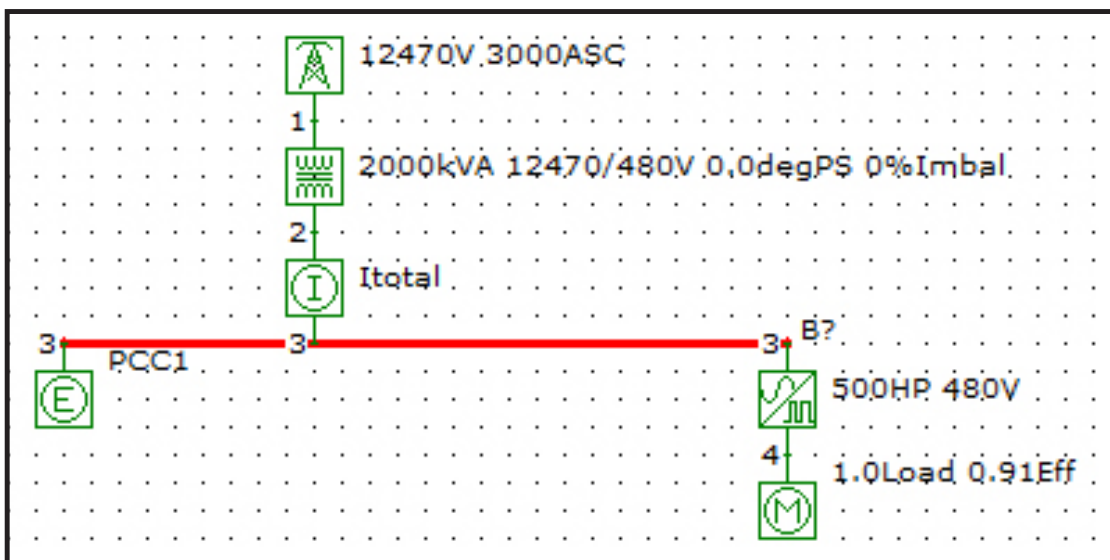 12470V 3000ASC
1
2000kVA 12470/480V 0.0degPS 0%Imbal
2
I Itotal
3 3 3 B?
PCC1
E
500HP 480V
4
1.0Load 0.91Eff
M